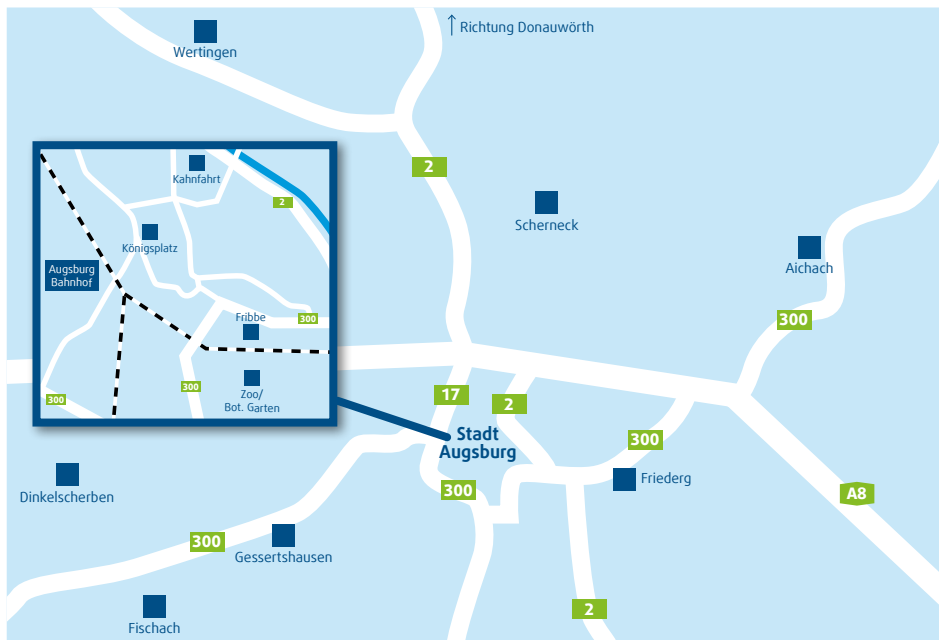 Richtung Donauwörth
Wertingen
2
Scherneck
Aichach
300
Kahnfahrt
2
Königsplatz
Augsburg
Bahnhof
Fribbe
300
300
300
Zoo/
Bot. Garten
17
2
Stadt
Augsburg
300
Friederg
300
A8
Dinkelscherben
300
Gessertshausen
Fischach
2